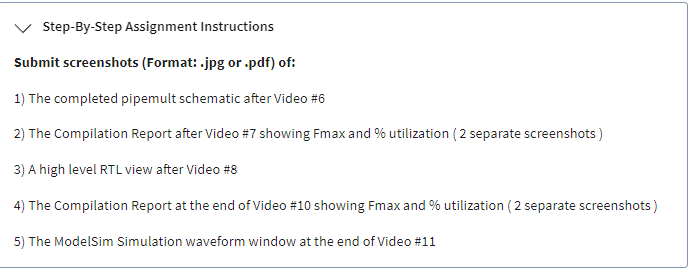 Step-By-Step Assignment Instructions
Submit screenshots (Format: .jpg or .pdf) of:
1) The completed pipemult schematic after Video #6
2) The Compilation Report after Video #7 showing Fmax and % utilization ( 2 separate screenshots )
3) A high level RTL view after Video #8
4) The Compilation Report at the end of Video #10 showing Fmax and % utilization ( 2 separate screenshots )
5) The ModelSim Simulation waveform window at the end of Video #11